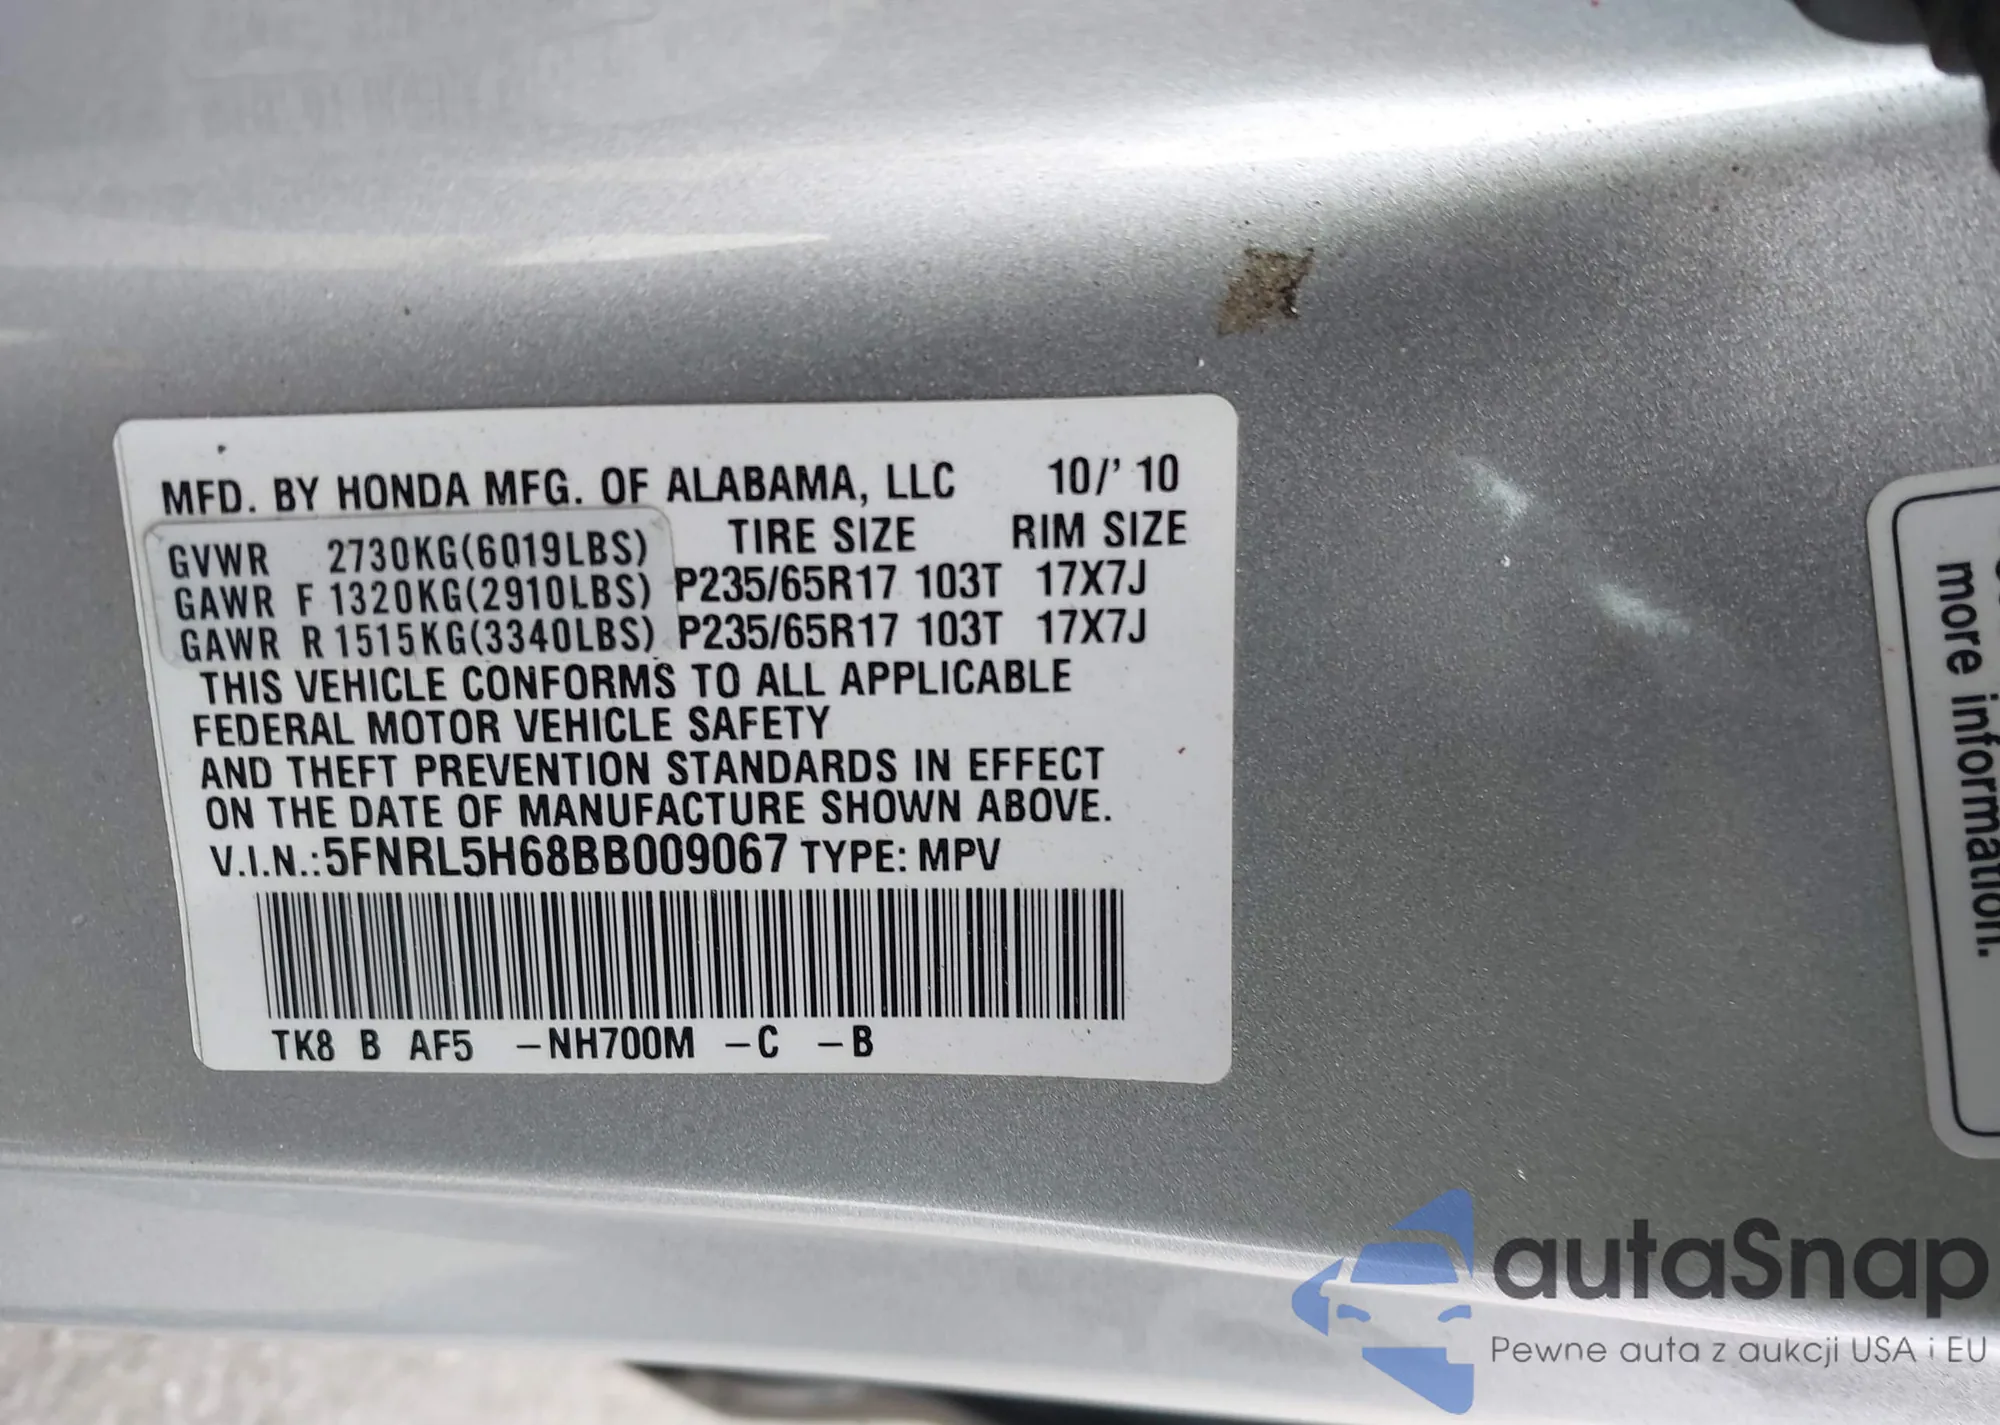 MFD. BY HONDA MFG. OF ALABAMA, LLC 10/' 10
TIRE SIZE RIM SIZE
GVWR 2730KG(6019LBS)
GAWR F 1320KG(2910LBS) P235/65R17 103T 17X7J
GAWR R 1515KG(3340LBS) P235/65R17 103T 17X7J
THIS VEHICLE CONFORMS TO ALL APPLICABLE
FEDERAL MOTOR VEHICLE SAFETY
AND THEFT PREVENTION STANDARDS IN EFFECT
ON THE DATE OF MANUFACTURE SHOWN ABOVE.
V.I.N.:5FNRL5H68BB009067 TYPE: MPV
TK8 B AF5 -NH700M -C -B
more information.
autaSnap
Pewne auta z aukcji USA i EU